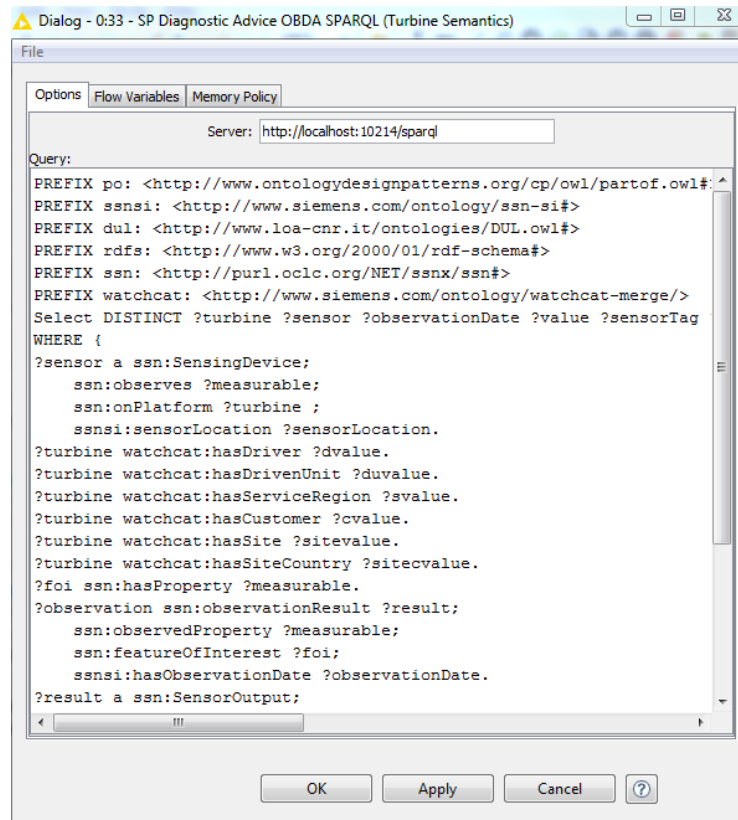 Dialog - 0:33 - SP Diagnostic Advice OBDA SPARQL (Turbine Semantics)
File
Options Flow Variables Memory Policy
Server: http://localhost:10214/sparql
Query:
PREFIX po: <http://www.ontologydesignpatterns.org/cp/owl/partof.owl#
PREFIX ssnsi: <http://www.siemens.com/ontology/ssn-si#>
PREFIX dul: <http://www.loa-cnr.it/ontologies/DUL.owl#>
PREFIX rdfs: <http://www.w3.org/2000/01/rdf-schema#>
PREFIX ssn: <http://purl.oclc.org/NET/ssnx/ssn#>
PREFIX watchcat: <http://www.siemens.com/ontology/watchcat-merge/>
Select DISTINCT ?turbine ?sensor ?observationDate ?value ?sensorTag
WHERE {
?sensor a ssn:SensingDevice;
ssn:observes ?measurable;
ssn:onPlatform ?turbine ;
ssnsi:sensorLocation ?sensorLocation.
?turbine watchcat:hasDriver ?dvalue.
?turbine watchcat:hasDrivenUnit ?duvalue.
?turbine watchcat:hasServiceRegion ?svalue.
?turbine watchcat:hasCustomer ?cvalue.
?turbine watchcat:hasSite ?sitevalue.
?turbine watchcat:hasSiteCountry ?sitecvalue.
?foi ssn:hasProperty ?measurable.
?observation ssn:observationResult ?result;
ssn:observedProperty ?measurable;
ssn:featureOfInterest ?foi;
ssnsi:hasObservationDate ?observationDate.
?result a ssn:SensorOutput;
OK Apply Cancel ?